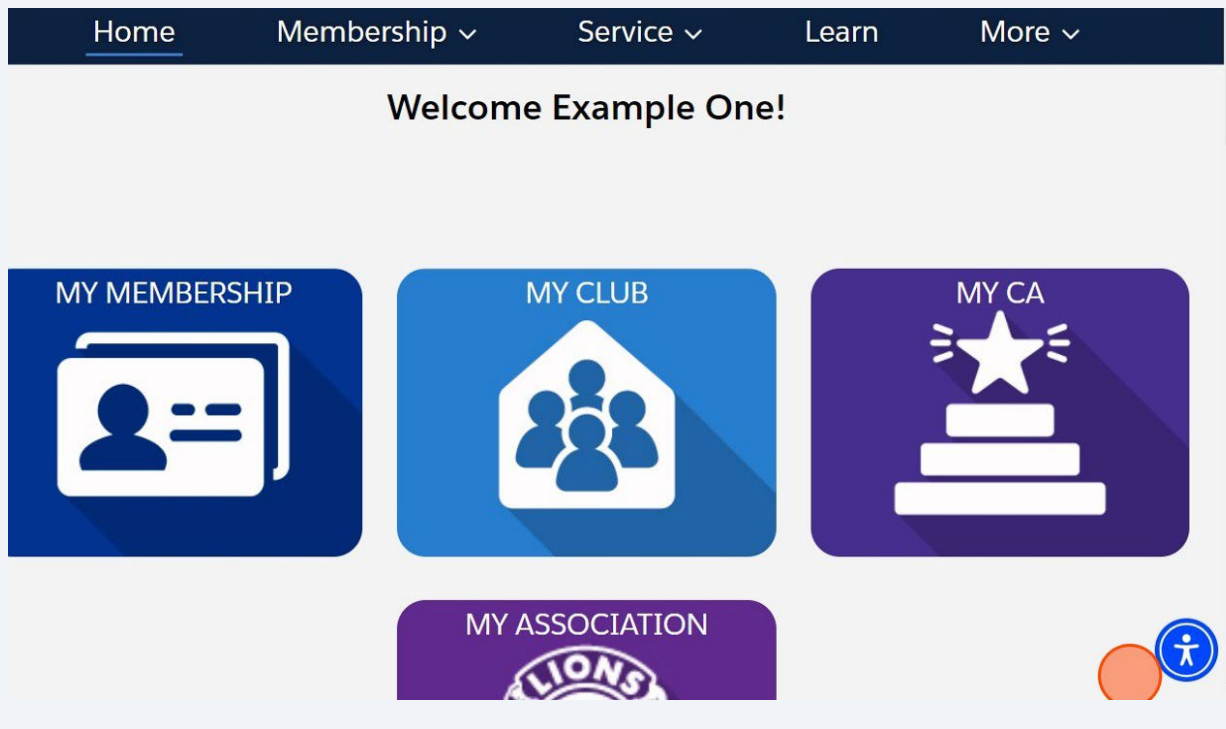 Home Membership Service Learn More
Welcome Example One!
MY MEMBERSHIP
MY CLUB
MY CA
MY ASSOCIATION
LIONS